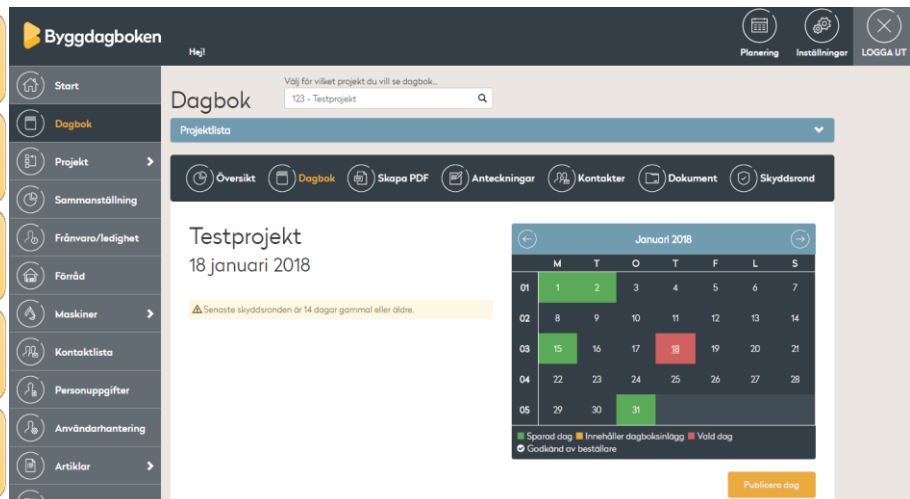 Byggdagboken
Hej!
Planering
Inställningar
LOGGA UT
Start
Dagbok
Projekt
Sammanställning
Frånvaro/ledighet
Förråd
Maskiner
Kontaktlista
Personuppgifter
Användarhantering
Artiklar
Dagbok
Välj för vilket projekt du vill se dagbok...
123 - Testprojekt
Projektlista
Översikt Dagbok Skapa PDF Anteckningar Kontakter Dokument Skyddsrond
Testprojekt
18 januari 2018
Senaste skyddsronden är 14 dagar gammal eller äldre.
Januari 2018
M T O T F L S
01 1 2 3 4 5 6 7
02 8 9 10 11 12 13 14
03 15 16 17 18 19 20 21
04 22 23 24 25 26 27 28
05 29 30 31
Sparad dag Innehåller dagboksinlägg Vald dag
Godkänd av beställare
Publicera dag